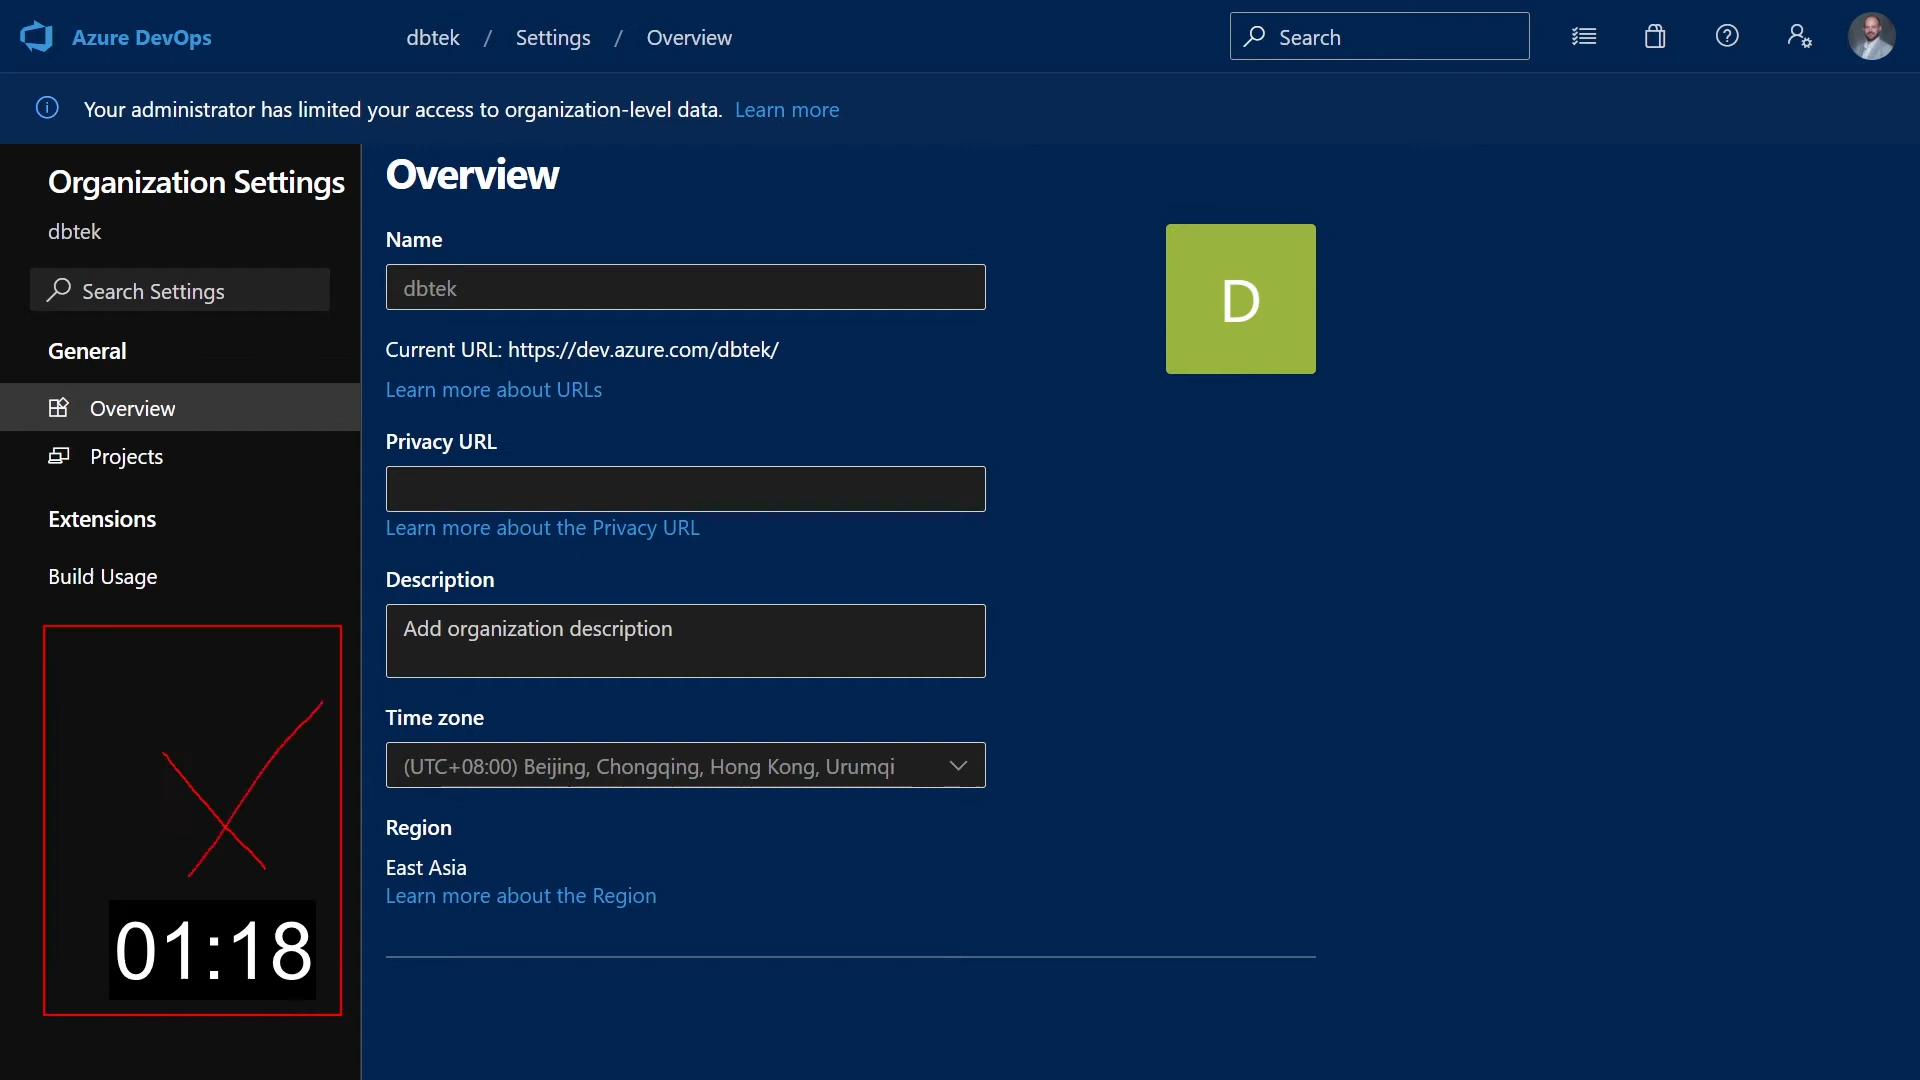 Azure DevOps
dbtek / Settings / Overview
Search
Your administrator has limited your access to organization-level data. Learn more
Organization Settings
dbtek
Search Settings
General
Overview
Projects
Extensions
Build Usage
01:18
Overview
Name
dbtek
Current URL: https://dev.azure.com/dbtek/
Learn more about URLs
Privacy URL
Learn more about the Privacy URL
Description
Add organization description
Time zone
(UTC+08:00) Beijing, Chongqing, Hong Kong, Urumqi
Region
East Asia
Learn more about the Region
D